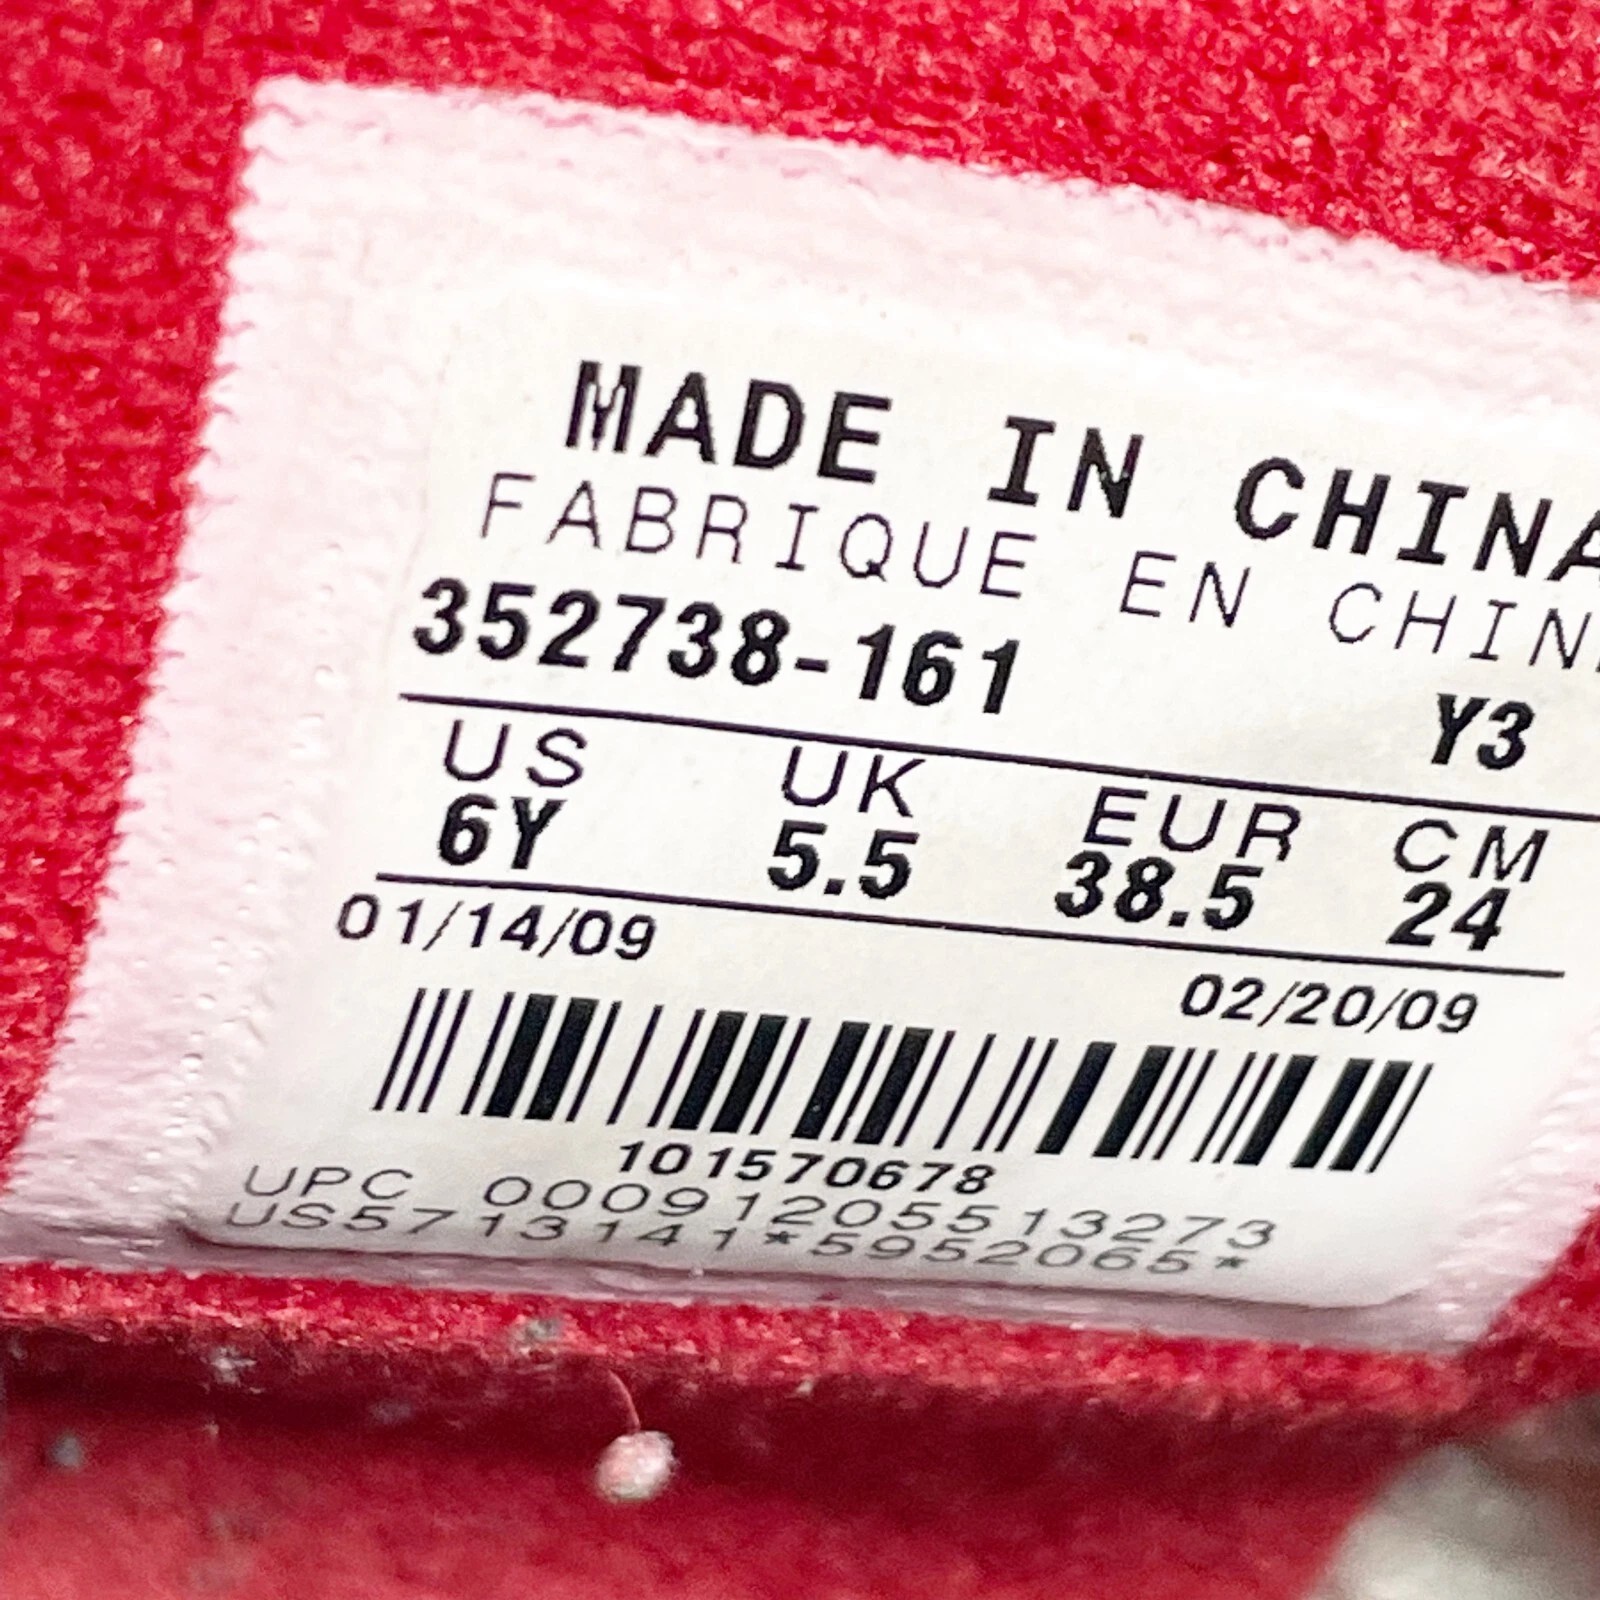 MADE IN CHINA
FABRIQUE EN CHIN
352738-161 Y3
US UK EUR CM
6Y 5.5 38.5 24
01/14/09 02/20/09
101570678
UPC 00091205513273
US5713141*5952065*